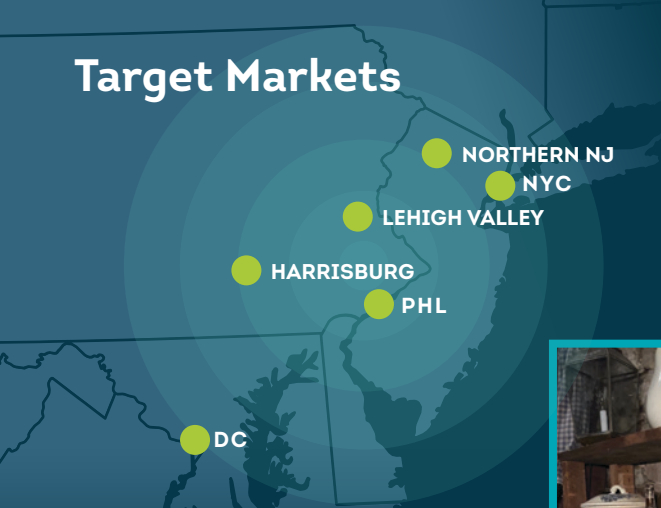 Target Markets
NORTHERN NJ
NYC
LEHIGH VALLEY
HARRISBURG
PHL
DC